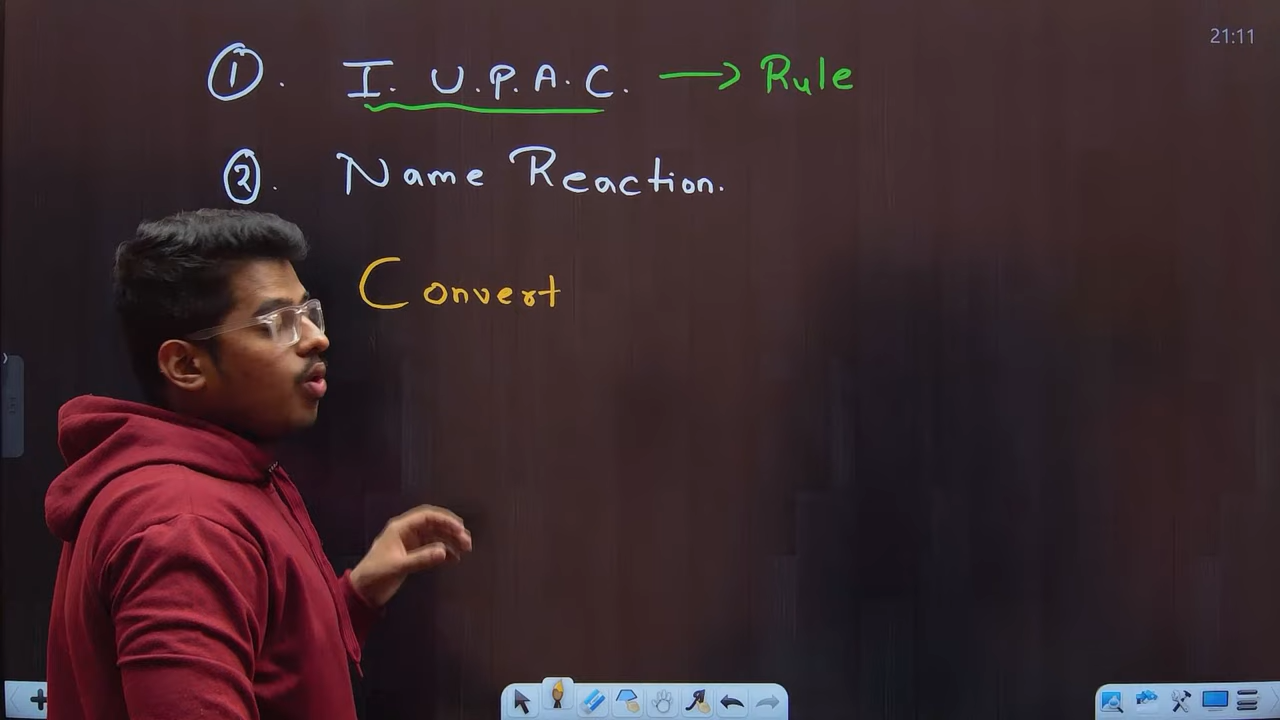 21:11
①. I. U.P.A.C. → Rule
②. Name Reaction.
Convert